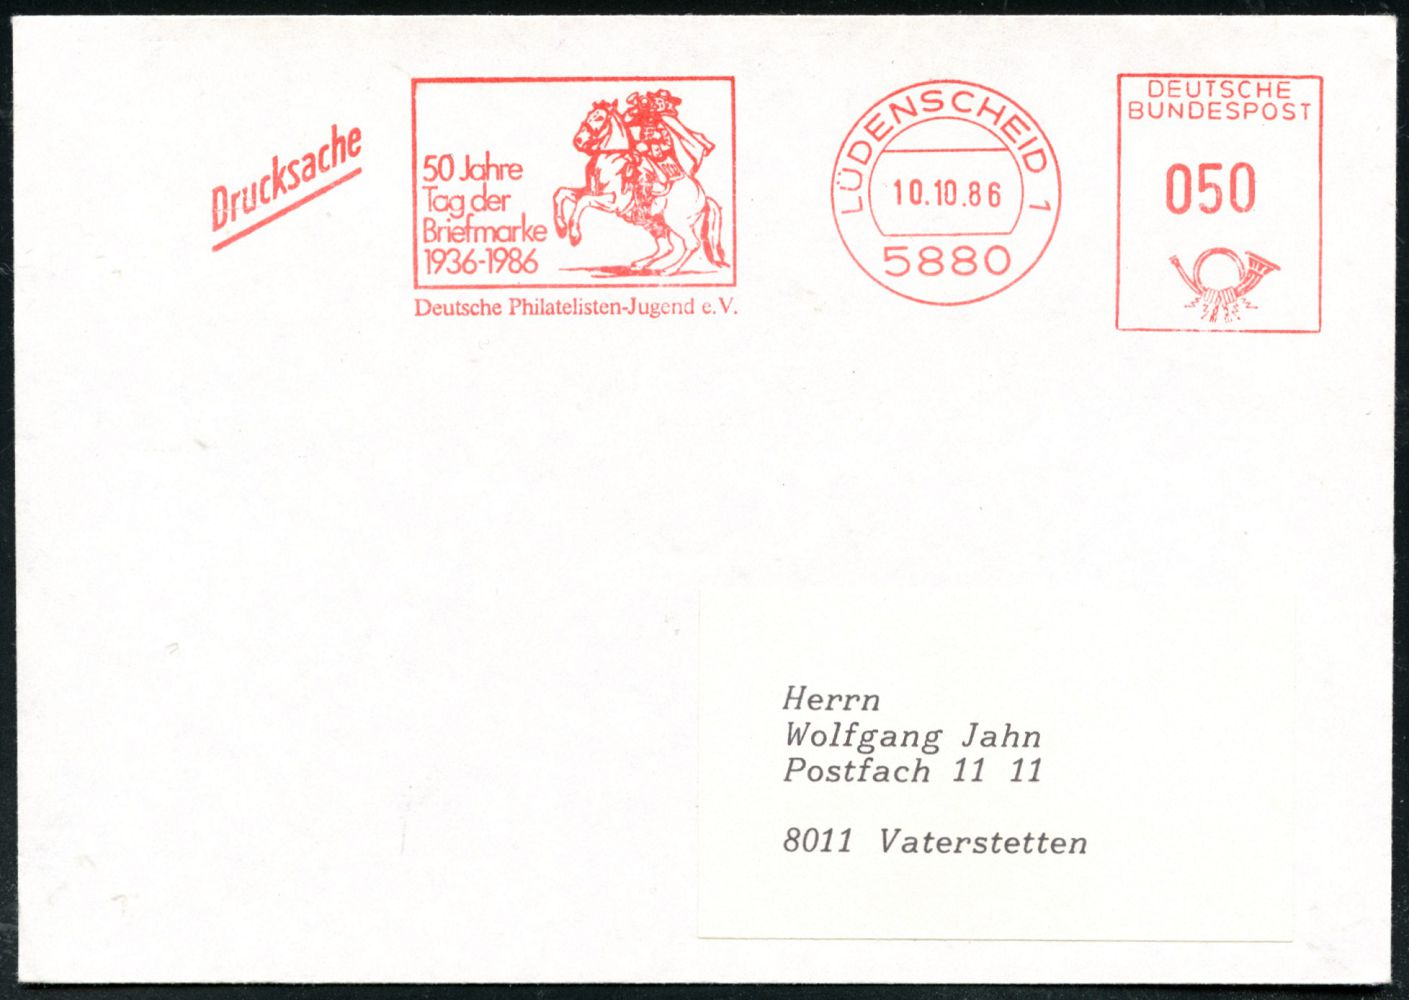 Drucksache
50 Jahre
Tag der
Briefmarke
1936-1986
Deutsche Philatelisten-Jugend e.V.
LÜDENSCHEID 1
10.10.86
5880
DEUTSCHE
BUNDESPOST
050
Herrn
Wolfgang Jahn
Postfach 11 11
8011 Vaterstetten